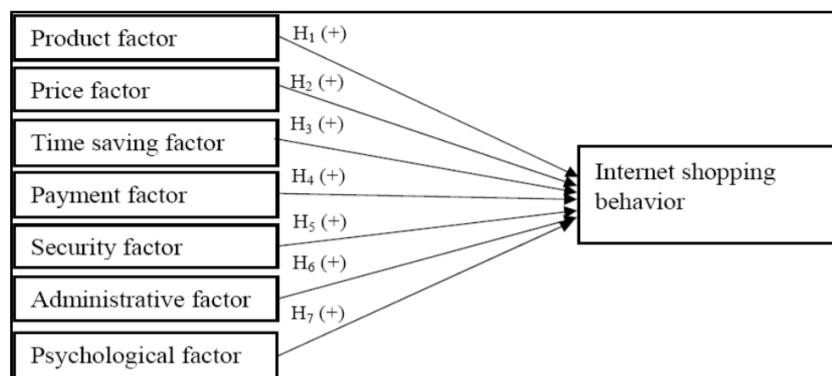 Product factor
H₁ (+)
Price factor
H₂ (+)
Time saving factor
H₃ (+)
Payment factor
H₄ (+)
Security factor
H₅ (+)
Administrative factor
H₆ (+)
Psychological factor
H₇ (+)
Internet shopping
behavior